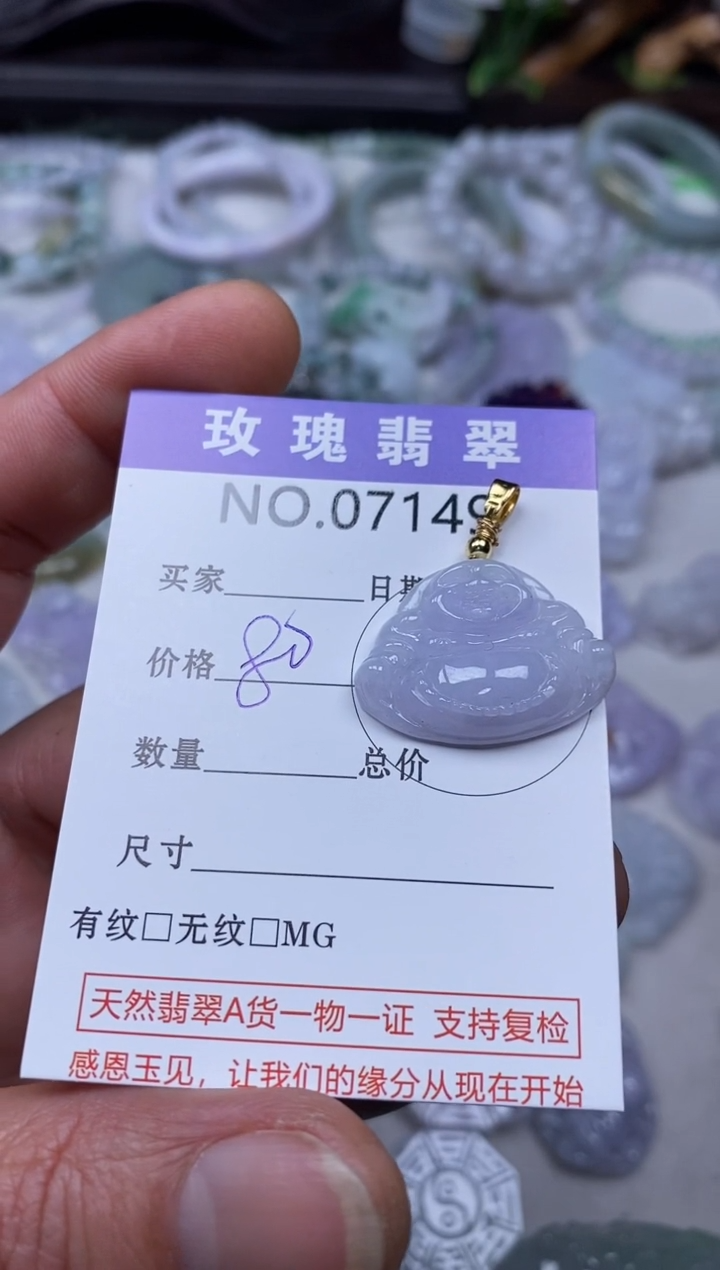 玫瑰翡翠
NO.07149
买家 日期
价格 80
数量 总价
尺寸
有纹□无纹□MG
天然翡翠A货一物一证 支持复检
感恩玉见，让我们的缘分从现在开始